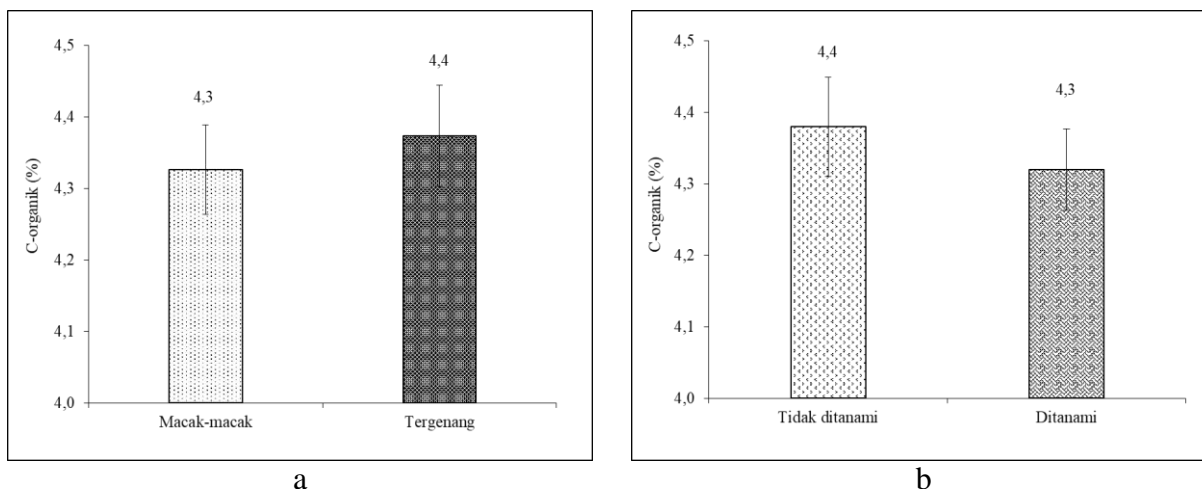 4,5
4,4
4,3
4,2
4,1
4,0
C-organik (%)
4,3
4,4
Macak-macak
Tergenang
a
4,5
4,4
4,3
4,2
4,1
4,0
C-organik (%)
4,4
4,3
Tidak ditanami
Ditanami
b